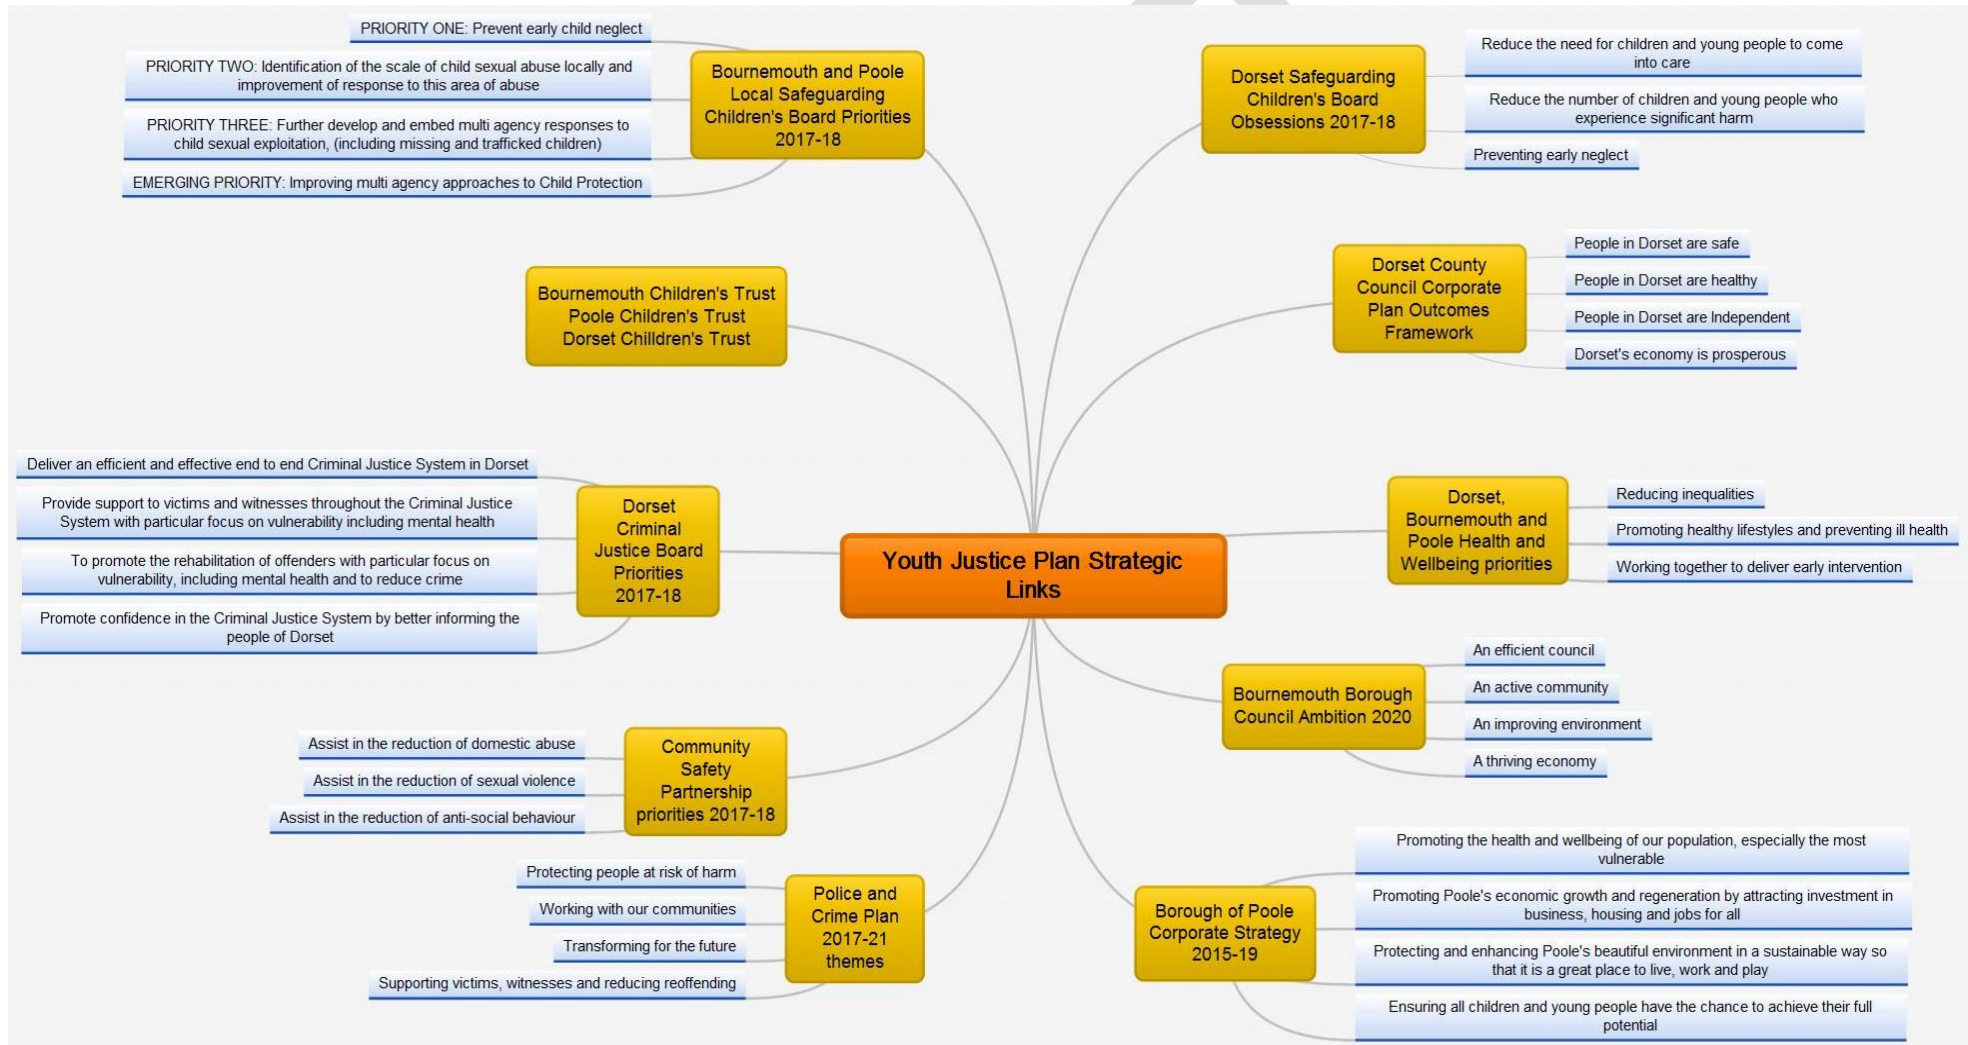 PRIORITY ONE: Prevent early child neglect
PRIORITY TWO: Identification of the scale of child sexual abuse locally and
improvement of response to this area of abuse
PRIORITY THREE: Further develop and embed multi agency responses to
child sexual exploitation, (including missing and trafficked children)
EMERGING PRIORITY: Improving multi agency approaches to Child Protection
Bournemouth and Poole
Local Safeguarding
Children's Board Priorities
2017-18
Bournemouth Children's Trust
Poole Children's Trust
Dorset Chilldren's Trust
Deliver an efficient and effective end to end Criminal Justice System in Dorset
Provide support to victims and witnesses throughout the Criminal Justice
System with particular focus on vulnerability including mental health
To promote the rehabilitation of offenders with particular focus on
vulnerability, including mental health and to reduce crime
Promote confidence in the Criminal Justice System by better informing the
people of Dorset
Dorset
Criminal
Justice Board
Priorities
2017-18
Assist in the reduction of domestic abuse
Assist in the reduction of sexual violence
Assist in the reduction of anti-social behaviour
Community
Safety
Partnership
priorities 2017-18
Protecting people at risk of harm
Working with our communities
Transforming for the future
Supporting victims, witnesses and reducing reoffending
Police and
Crime Plan
2017-21
themes
Youth Justice Plan Strategic
Links
Dorset Safeguarding
Children's Board
Obsessions 2017-18
Reduce the need for children and young people to come
into care
Reduce the number of children and young people who
experience significant harm
Preventing early neglect
Dorset County
Council Corporate
Plan Outcomes
Framework
People in Dorset are safe
People in Dorset are healthy
People in Dorset are Independent
Dorset's economy is prosperous
Dorset,
Bournemouth and
Poole Health and
Wellbeing priorities
Reducing inequalities
Promoting healthy lifestyles and preventing ill health
Working together to deliver early intervention
Bournemouth Borough
Council Ambition 2020
An efficient council
An active community
An improving environment
A thriving economy
Borough of Poole
Corporate Strategy
2015-19
Promoting the health and wellbeing of our population, especially the most
vulnerable
Promoting Poole's economic growth and regeneration by attracting investment in
business, housing and jobs for all
Protecting and enhancing Poole's beautiful environment in a sustainable way so
that it is a great place to live, work and play
Ensuring all children and young people have the chance to achieve their full
potential